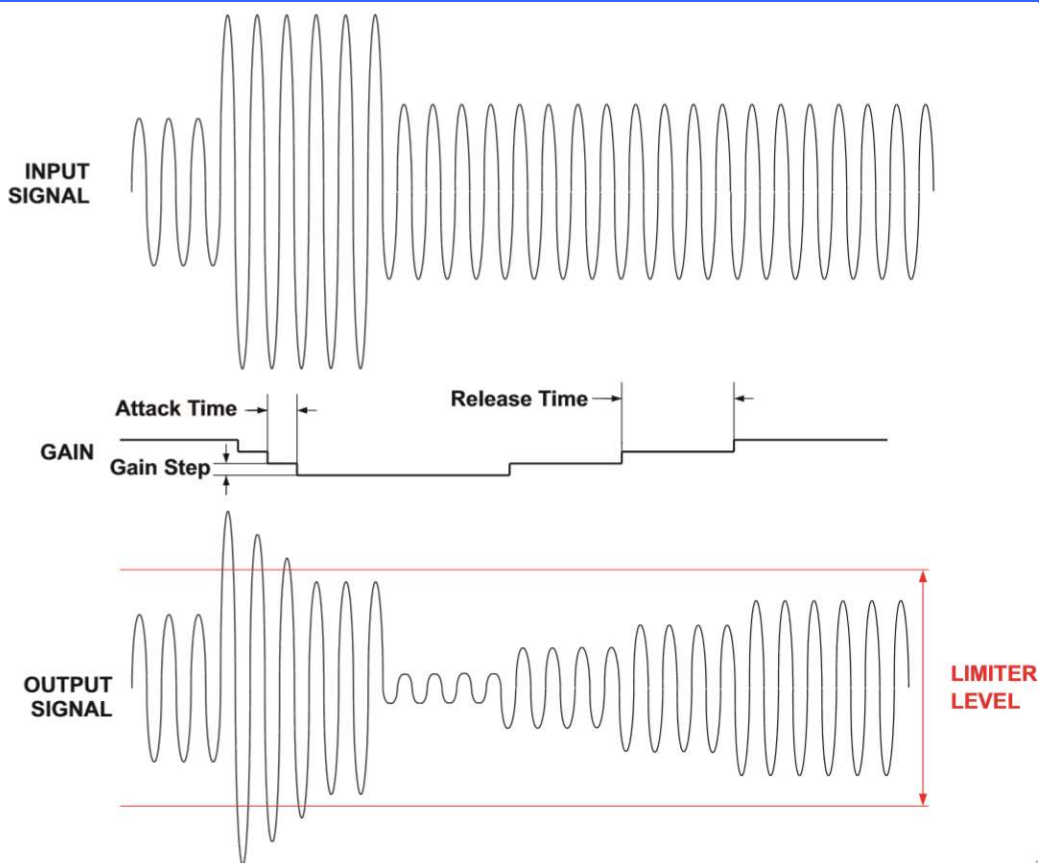 INPUT
SIGNAL
Attack Time
Release Time
GAIN
Gain Step
OUTPUT
SIGNAL
LIMITER
LEVEL